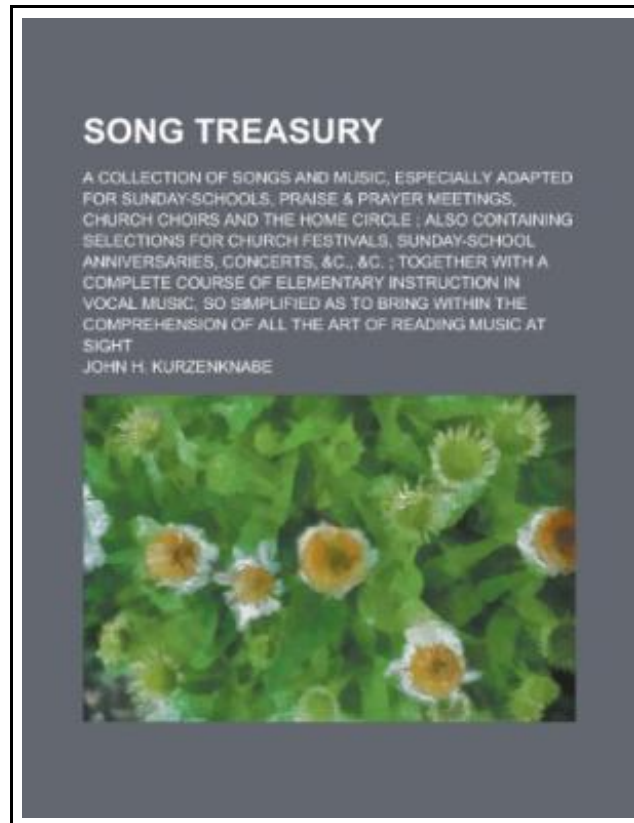 SONG TREASURY
A COLLECTION OF SONGS AND MUSIC, ESPECIALLY ADAPTED
FOR SUNDAY-SCHOOLS, PRAISE & PRAYER MEETINGS,
CHURCH CHOIRS AND THE HOME CIRCLE ; ALSO CONTAINING
SELECTIONS FOR CHURCH FESTIVALS, SUNDAY-SCHOOL
ANNIVERSARIES, CONCERTS, &C., &C. ; TOGETHER WITH A
COMPLETE COURSE OF ELEMENTARY INSTRUCTION IN
VOCAL MUSIC, SO SIMPLIFIED AS TO BRING WITHIN THE
COMPREHENSION OF ALL THE ART OF READING MUSIC AT
SIGHT
JOHN H. KURZENKNABE